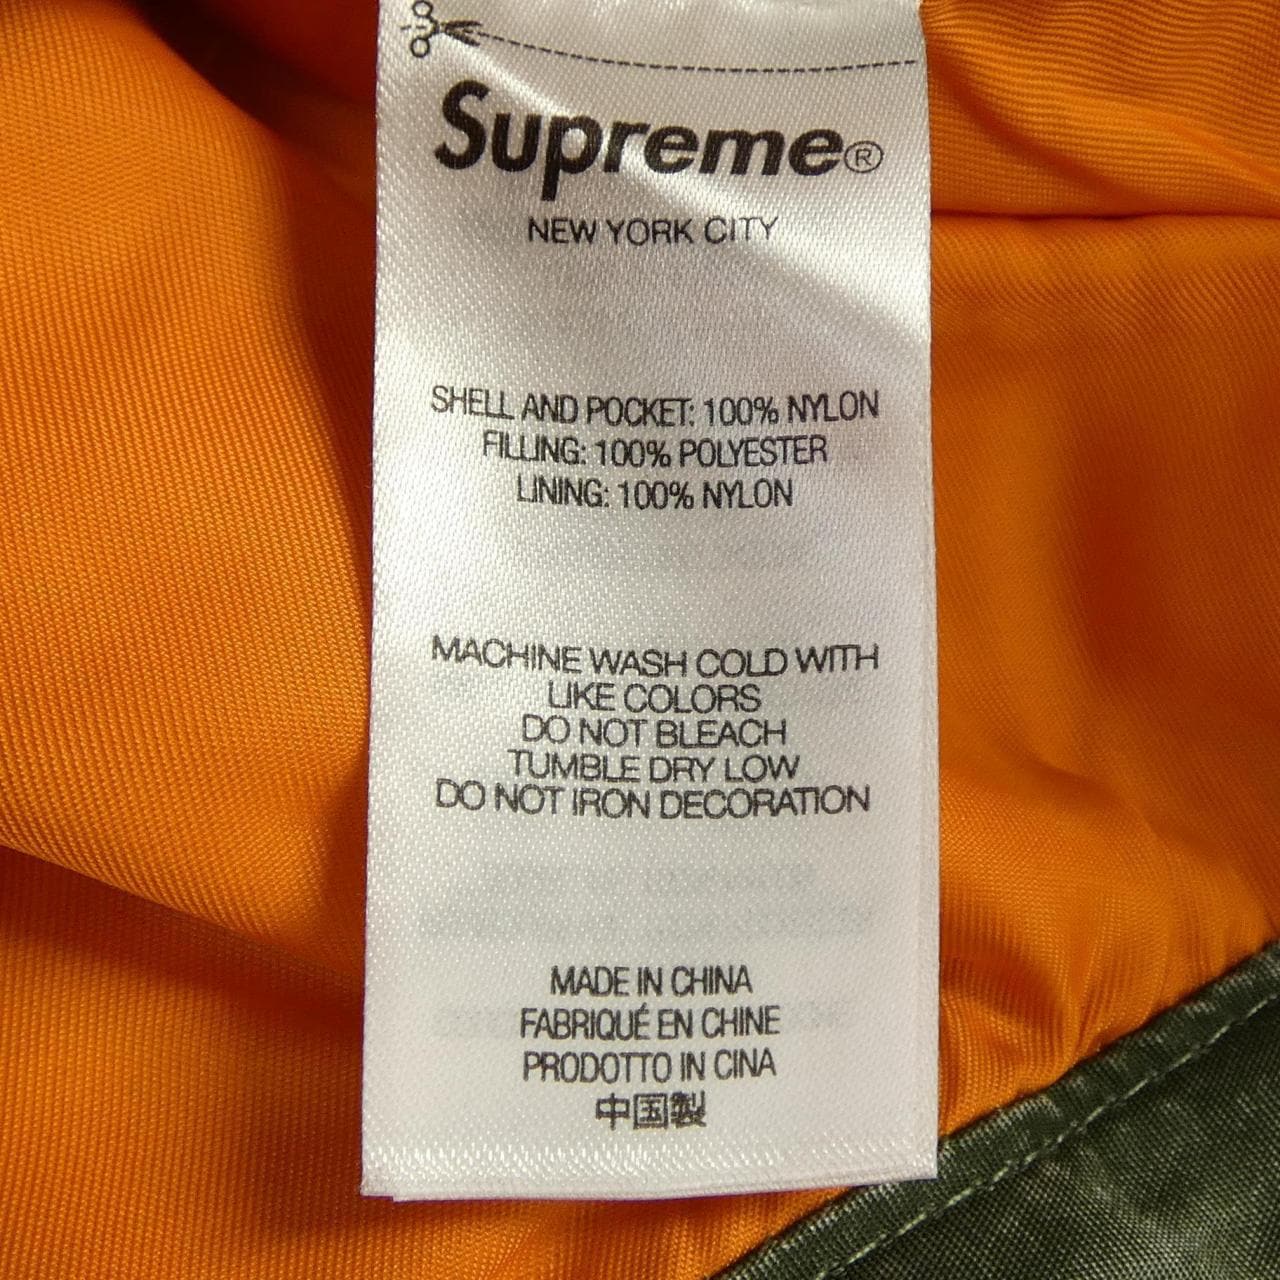 Supreme®
NEW YORK CITY
SHELL AND POCKET: 100% NYLON
FILLING: 100% POLYESTER
LINING: 100% NYLON
MACHINE WASH COLD WITH
LIKE COLORS
DO NOT BLEACH
TUMBLE DRY LOW
DO NOT IRON DECORATION
MADE IN CHINA
FABRIQUÉ EN CHINE
PRODOTTO IN CINA
中国製